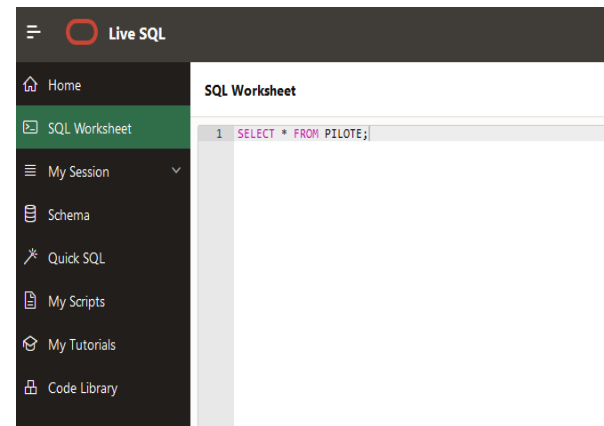 Live SQL
Home
SQL Worksheet
My Session
Schema
Quick SQL
My Scripts
My Tutorials
Code Library
SQL Worksheet
1 SELECT * FROM PILOTE;